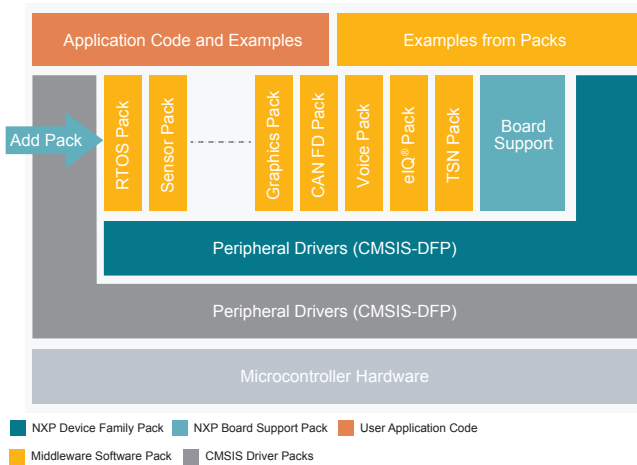 Application Code and Examples
Examples from Packs
Add Pack
RTOS Pack
Sensor Pack
Graphics Pack
CAN FD Pack
Voice Pack
eIQ® Pack
TSN Pack
Board
Support
Peripheral Drivers (CMSIS-DFP)
Peripheral Drivers (CMSIS-DFP)
Microcontroller Hardware
NXP Device Family Pack
NXP Board Support Pack
User Application Code
Middleware Software Pack
CMSIS Driver Packs